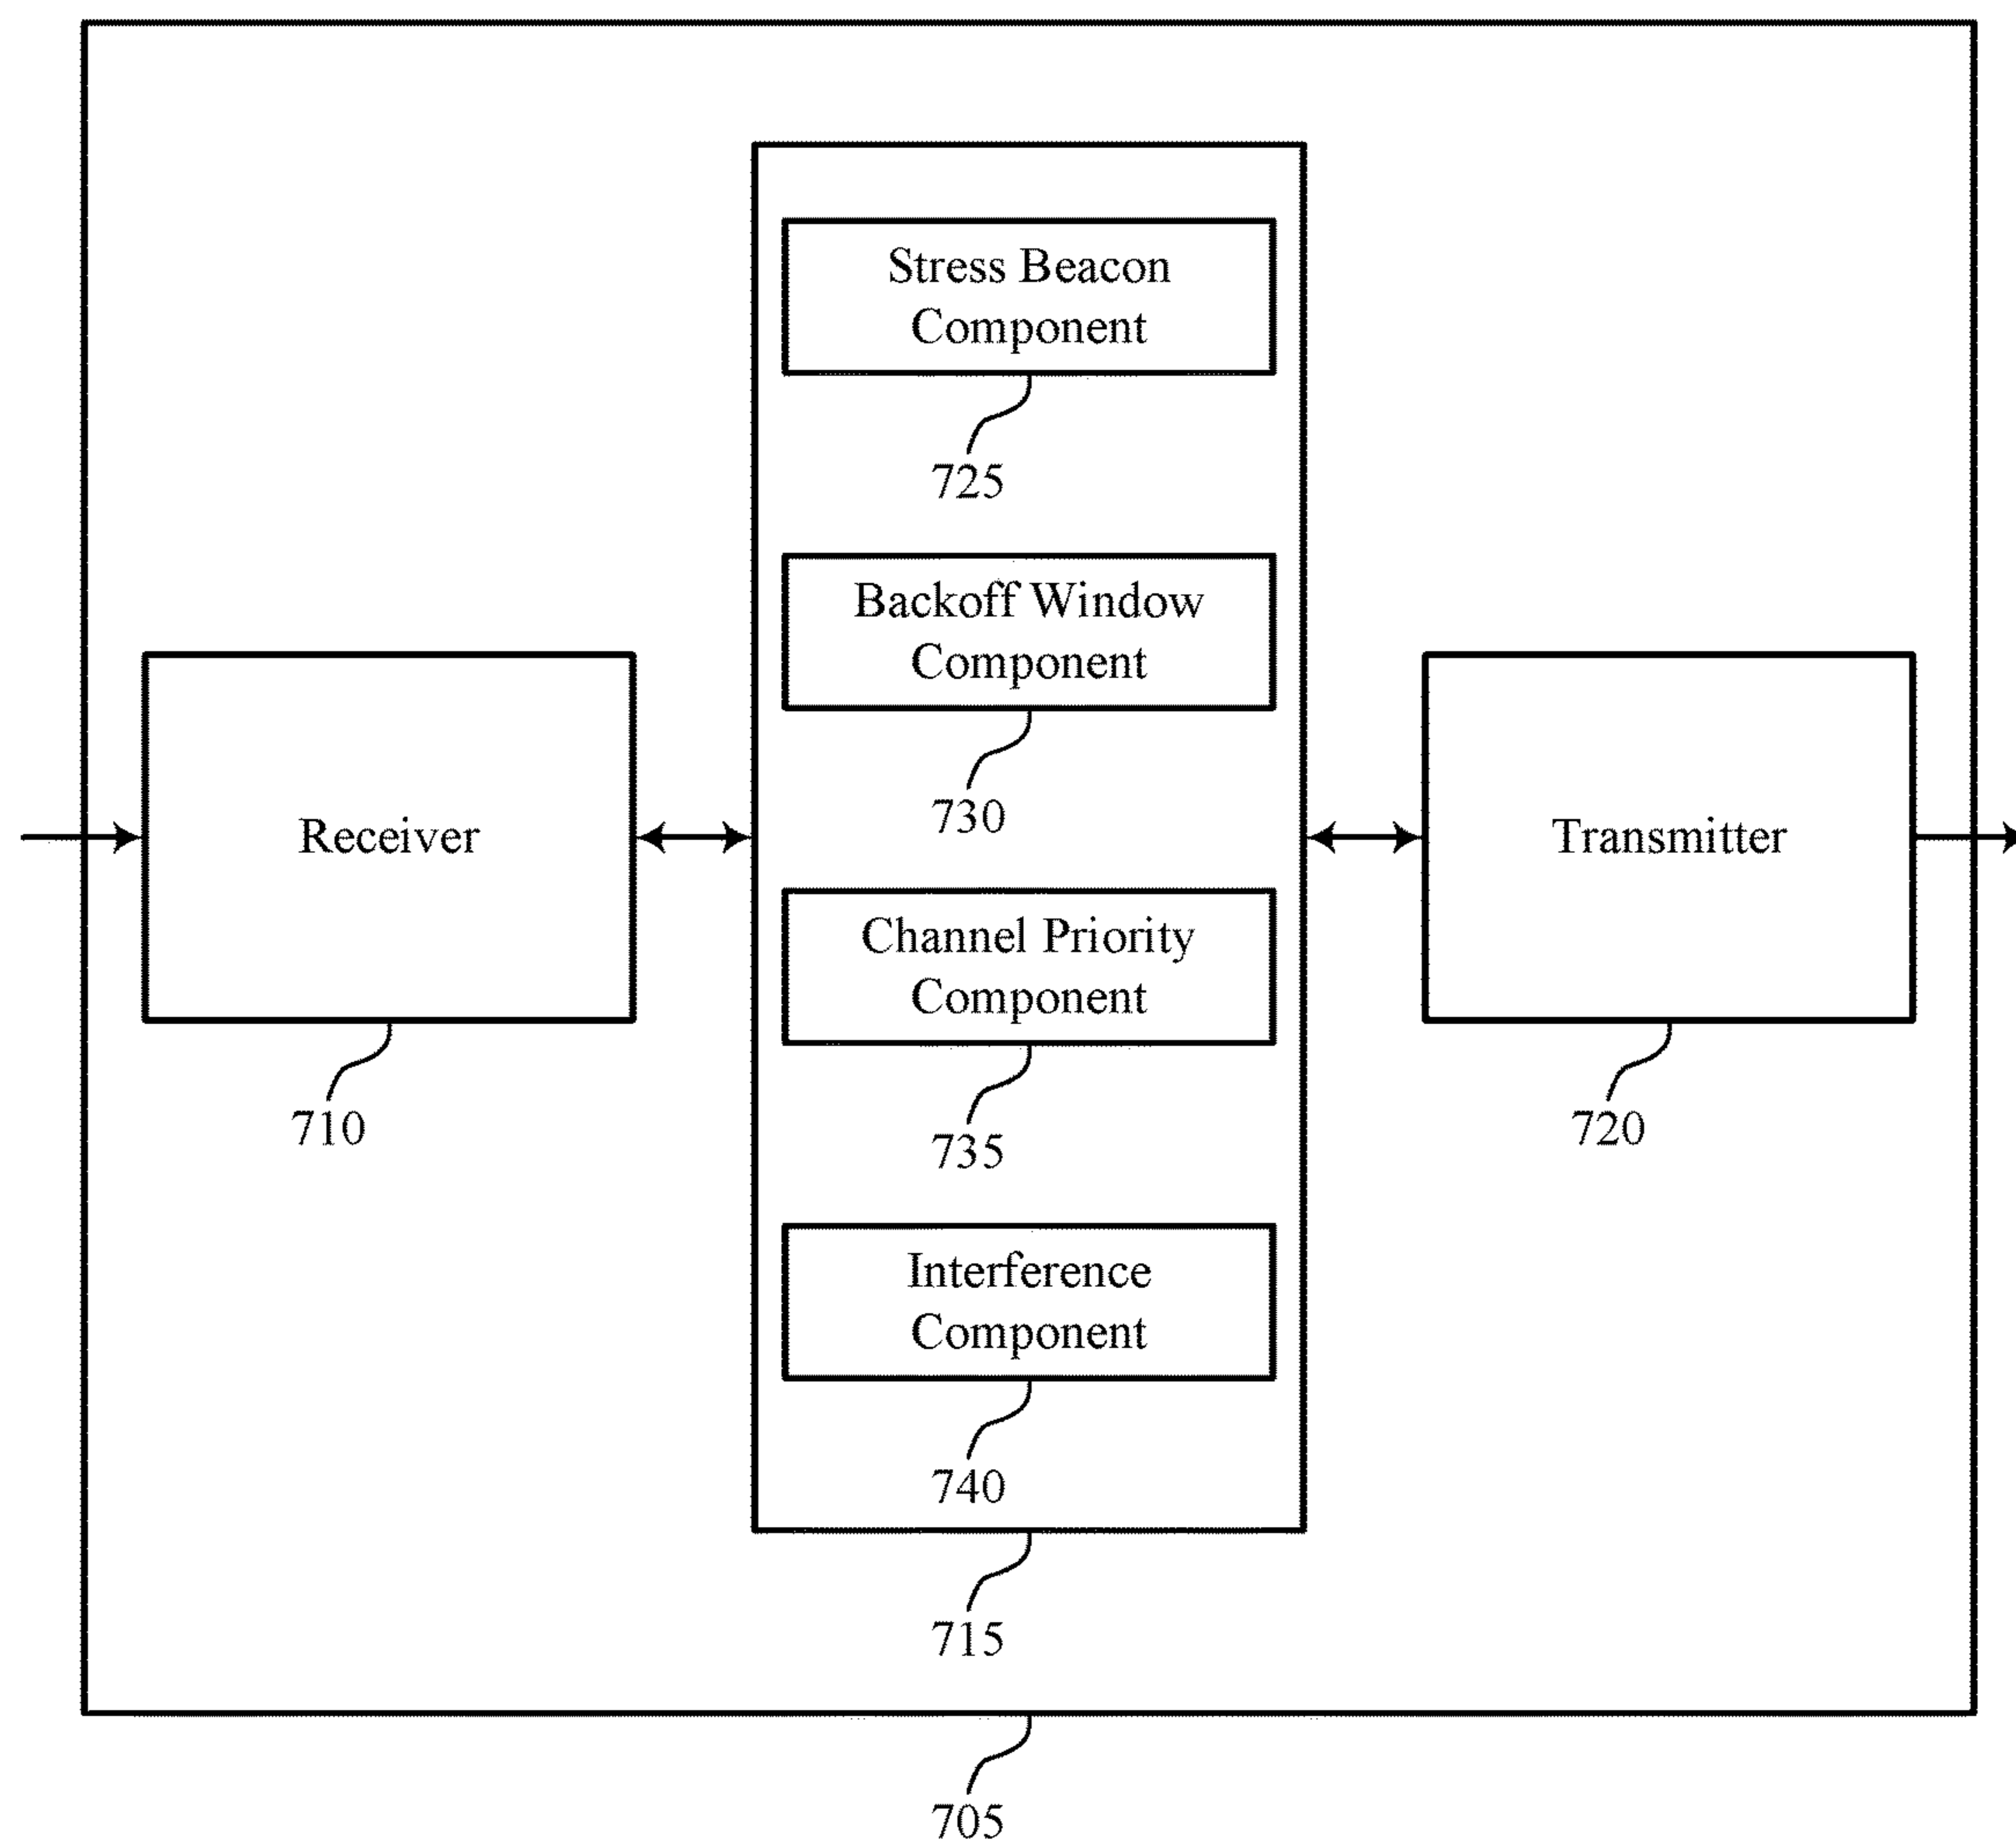 Stress Beacon
Component
725
Backoff Window
Component
730
Receiver
710
Channel Priority
Component
735
Transmitter
720
Interference
Component
740
715
705